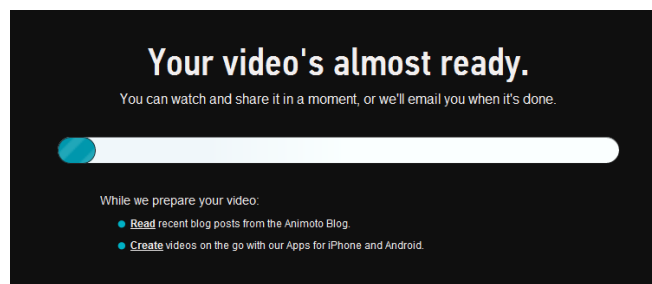 Your video's almost ready.
You can watch and share it in a moment, or we'll email you when it's done.
While we prepare your video:
Read recent blog posts from the Animoto Blog.
Create videos on the go with our Apps for iPhone and Android.